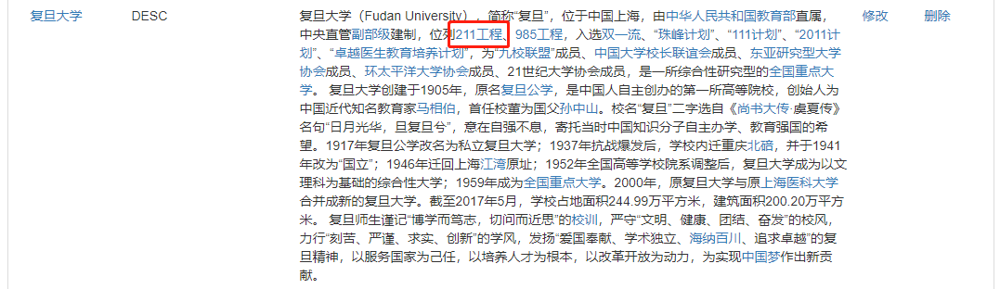 复旦大学 DESC 复旦大学（Fudan University），简称“复旦”，位于中国上海，由中华人民共和国教育部直属， 修改 删除
中央直管副部级建制，位列211工程、985工程，入选双一流、“珠峰计划”、“111计划”、“2011计
划”、“卓越医生教育培养计划”，为“九校联盟”成员、中国大学校长联谊会成员、东亚研究型大学
协会成员、环太平洋大学协会成员、21世纪大学协会成员，是一所综合性研究型的全国重点大
学。 复旦大学创建于1905年，原名复旦公学，是中国人自主创办的第一所高等院校，创始人为
中国近代知名教育家马相伯，首任校董为国父孙中山。校名“复旦”二字选自《尚书大传·虞夏传》
名句“日月光华，旦复旦兮”，意在自强不息，寄托当时中国知识分子自主办学、教育强国的希
望。1917年复旦公学改名为私立复旦大学；1937年抗战爆发后，学校内迁重庆北碚，并于1941
年改为“国立”；1946年迁回上海江湾原址；1952年全国高等学校院系调整后，复旦大学成为以文
理科为基础的综合性大学；1959年成为全国重点大学。2000年，原复旦大学与原上海医科大学
合并成新的复旦大学。截至2017年5月，学校占地面积244.99万平方米，建筑面积200.20万平方
米。 复旦师生谨记“博学而笃志，切问而近思”的校训，严守“文明、健康、团结、奋发”的校风，
力行“刻苦、严谨、求实、创新”的学风，发扬“爱国奉献、学术独立、海纳百川、追求卓越”的复
旦精神，以服务国家为己任，以培养人才为根本，以改革开放为动力，为实现中国梦作出新贡
献。